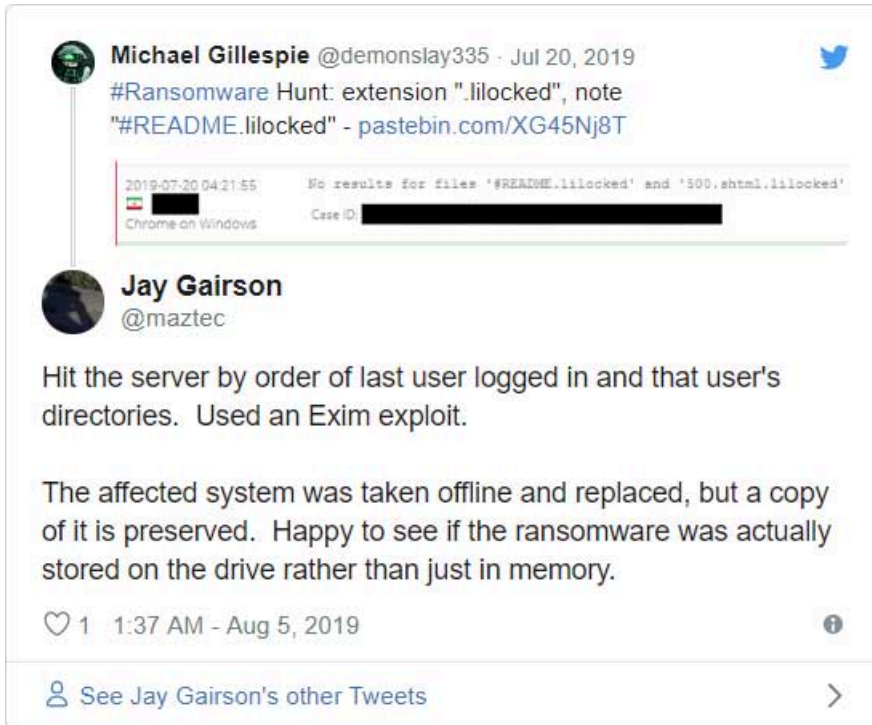 Michael Gillespie @demonslay335 · Jul 20, 2019
#Ransomware Hunt: extension ".lilocked", note
"#README.lilocked" - pastebin.com/XG45Nj8T
2019-07-20 04:21:55 No results for files '#README.lilocked' and '500.shtml.lilocked'
Case ID:
Chrome on Windows
Jay Gairson
@maztec
Hit the server by order of last user logged in and that user's
directories. Used an Exim exploit.
The affected system was taken offline and replaced, but a copy
of it is preserved. Happy to see if the ransomware was actually
stored on the drive rather than just in memory.
1 1:37 AM - Aug 5, 2019
See Jay Gairson's other Tweets